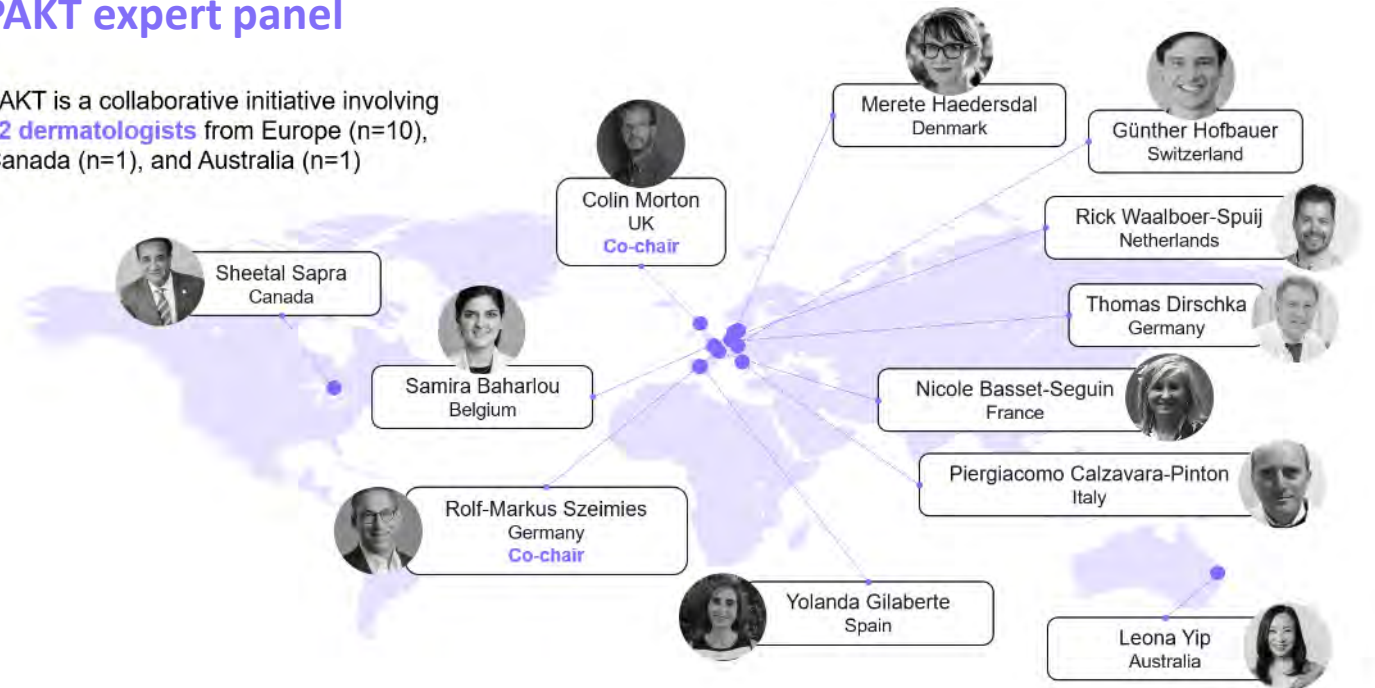 PAKT expert panel
AKT is a collaborative initiative involving
2 dermatologists from Europe (n=10),
Canada (n=1), and Australia (n=1)
Merete Haedersdal
Denmark
Günther Hofbauer
Switzerland
Colin Morton
UK
Co-chair
Rick Waalboer-Spuij
Netherlands
Sheetal Sapra
Canada
Thomas Dirschka
Germany
Samira Baharlou
Belgium
Nicole Basset-Seguin
France
Piergiacomo Calzavara-Pinton
Italy
Rolf-Markus Szeimies
Germany
Co-chair
Yolanda Gilaberte
Spain
Leona Yip
Australia